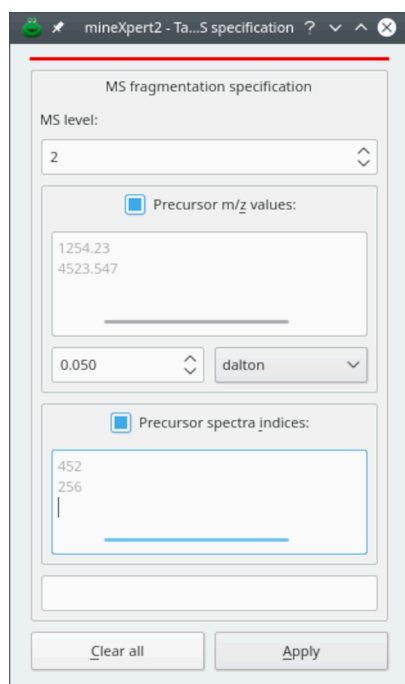 mineXpert2 - Ta...S specification ?
MS fragmentation specification
MS level:
2
Precursor m/z values:
1254.23
4523.547
0.050 dalton
Precursor spectra indices:
452
256
Clear all Apply